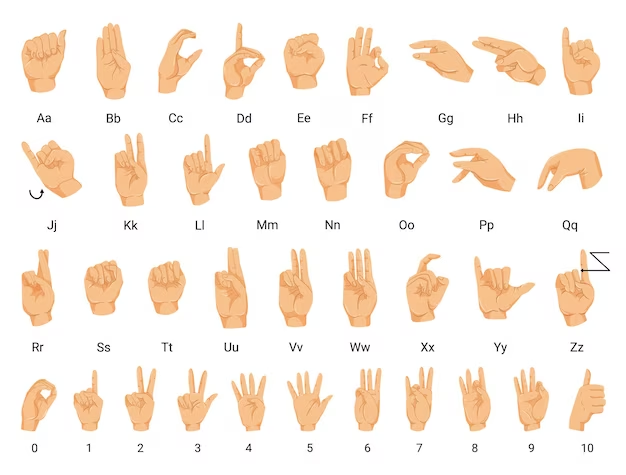 Aa Bb Cc Dd Ee Ff Gg Hh Ii
Jj Kk Ll Mm Nn Oo Pp Qq
Rr Ss Tt Uu Vv Ww Xx Yy Zz
0 1 2 3 4 5 6 7 8 9 10